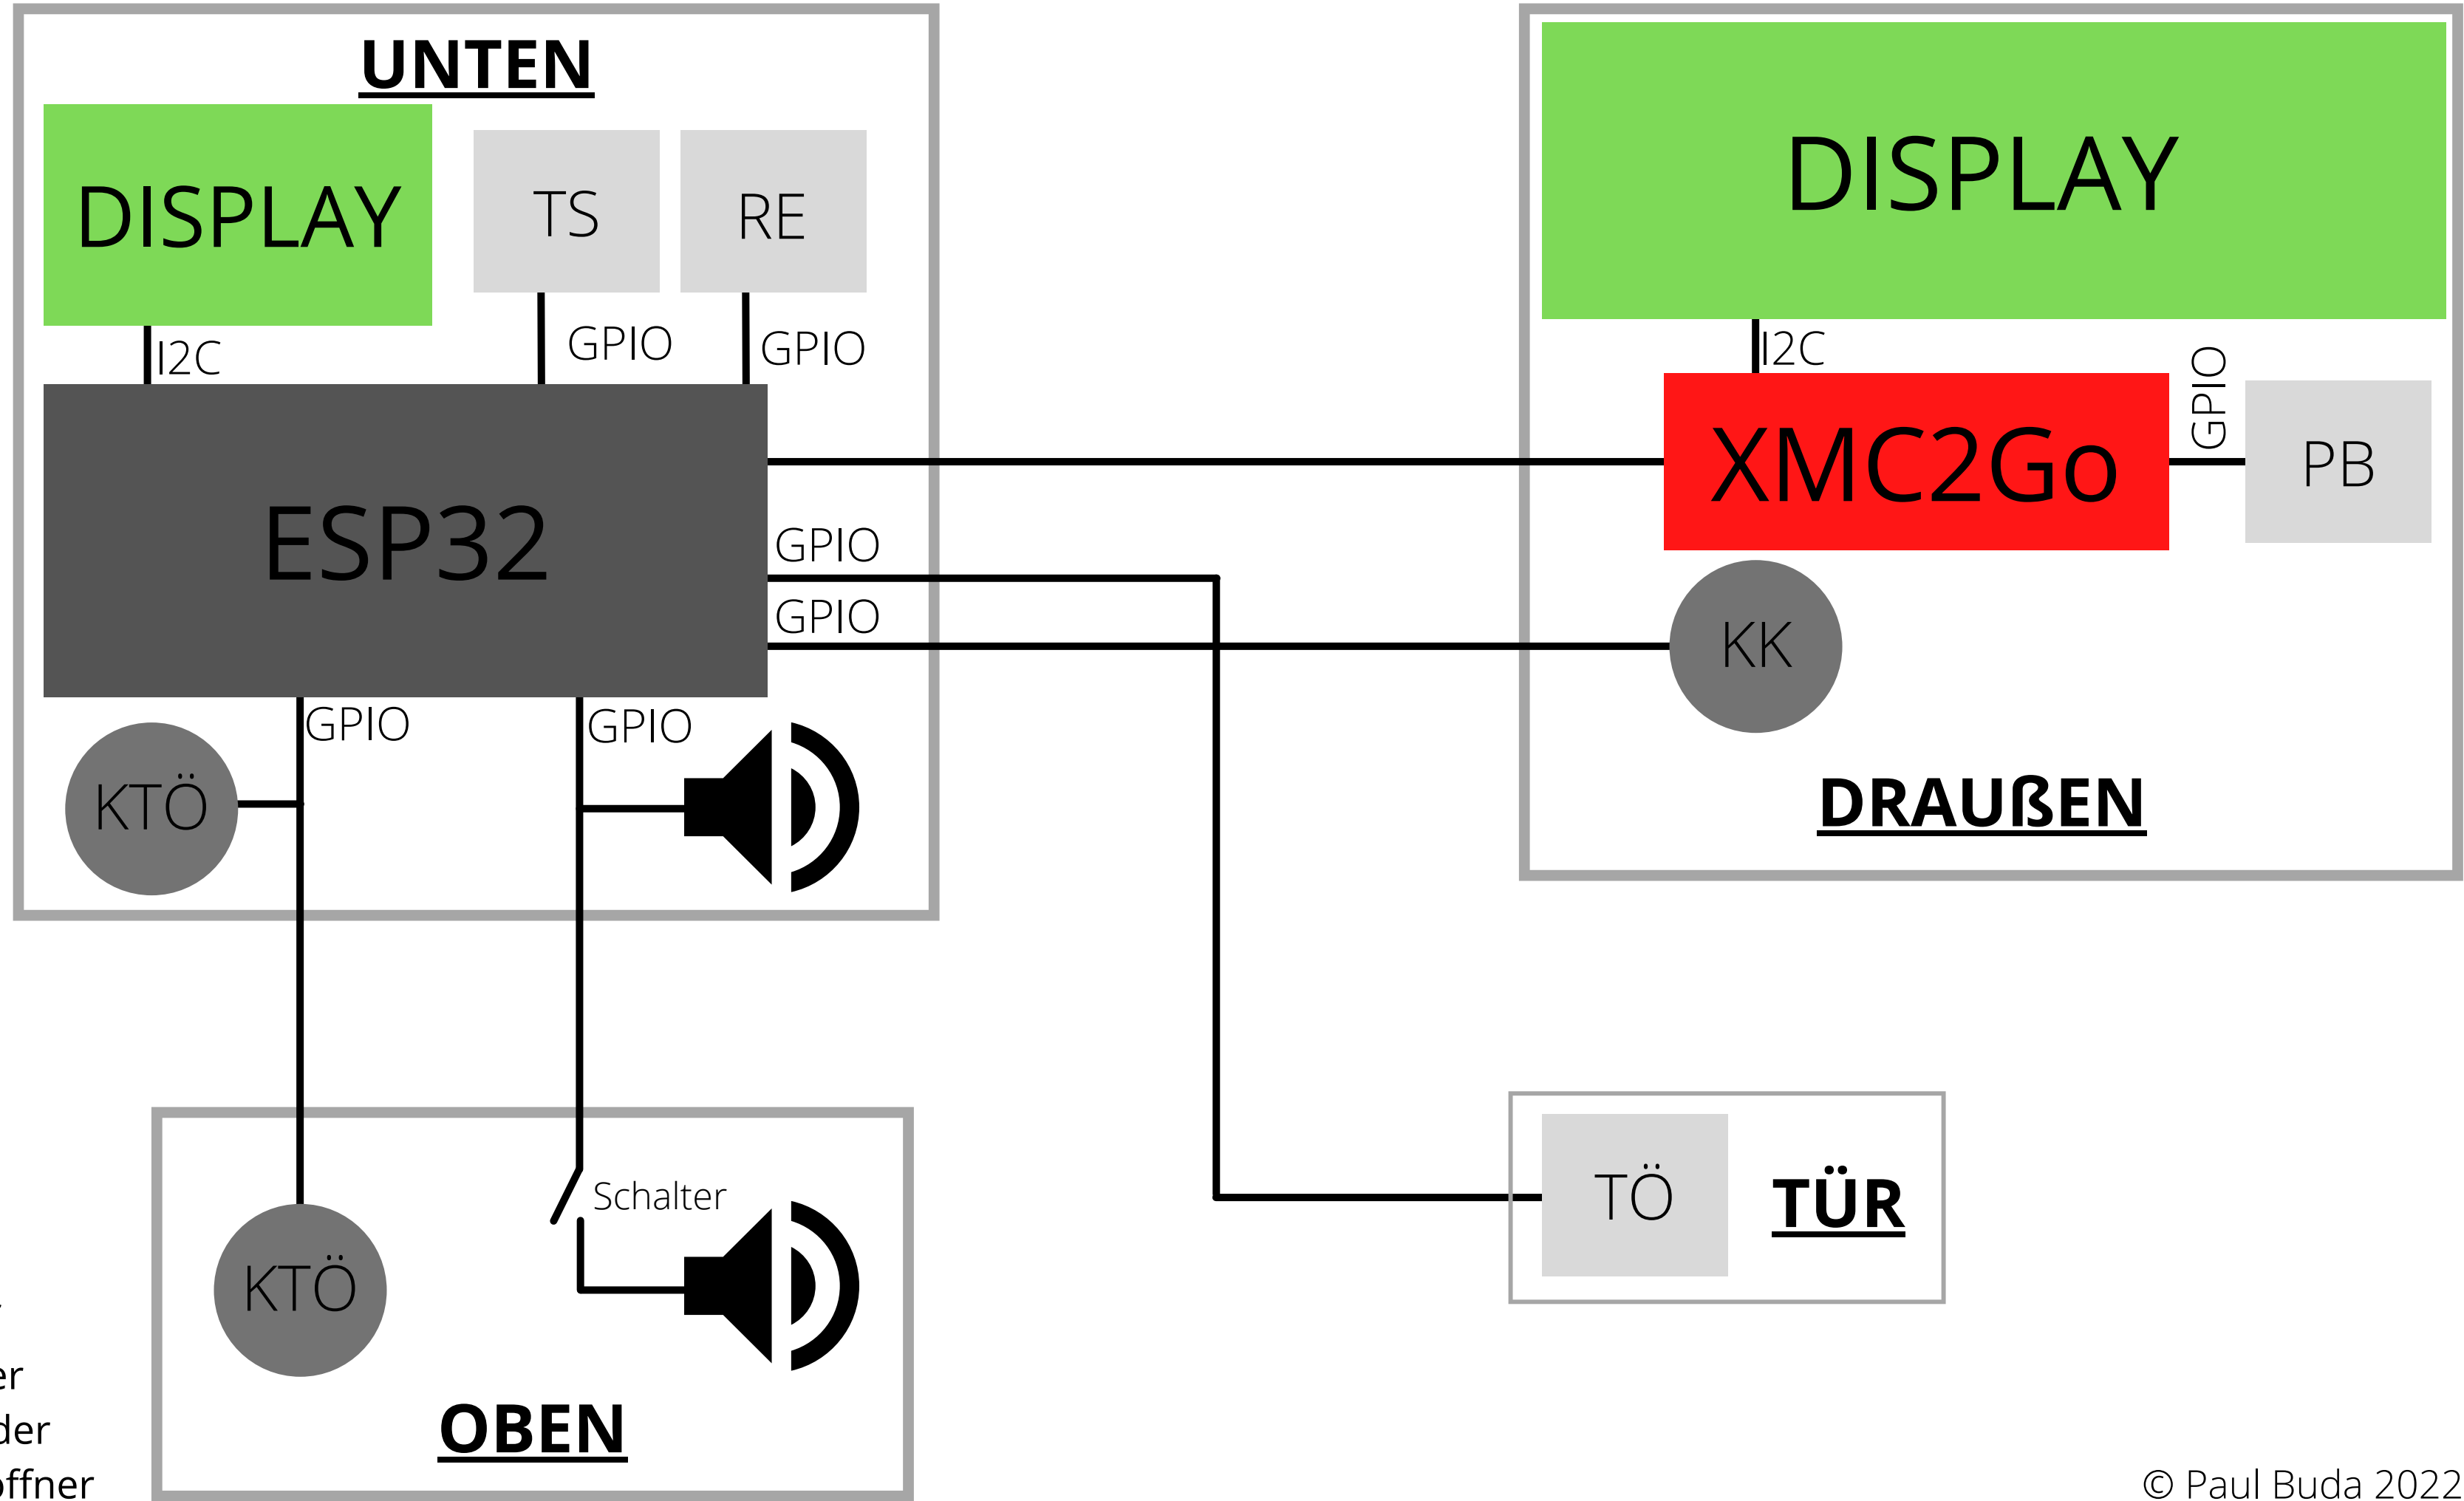 UNTEN
DISPLAY
TS
RE
I2C
GPIO
GPIO
ESP32
GPIO
GPIO
GPIO
GPIO
KTÖ
DISPLAY
I2C
GPIO
XMC2Go
PB
KK
DRAUßEN
KTÖ
Schalter
OBEN
TÖ
TÜR
er
der
öffner
© Paul Buda 2022